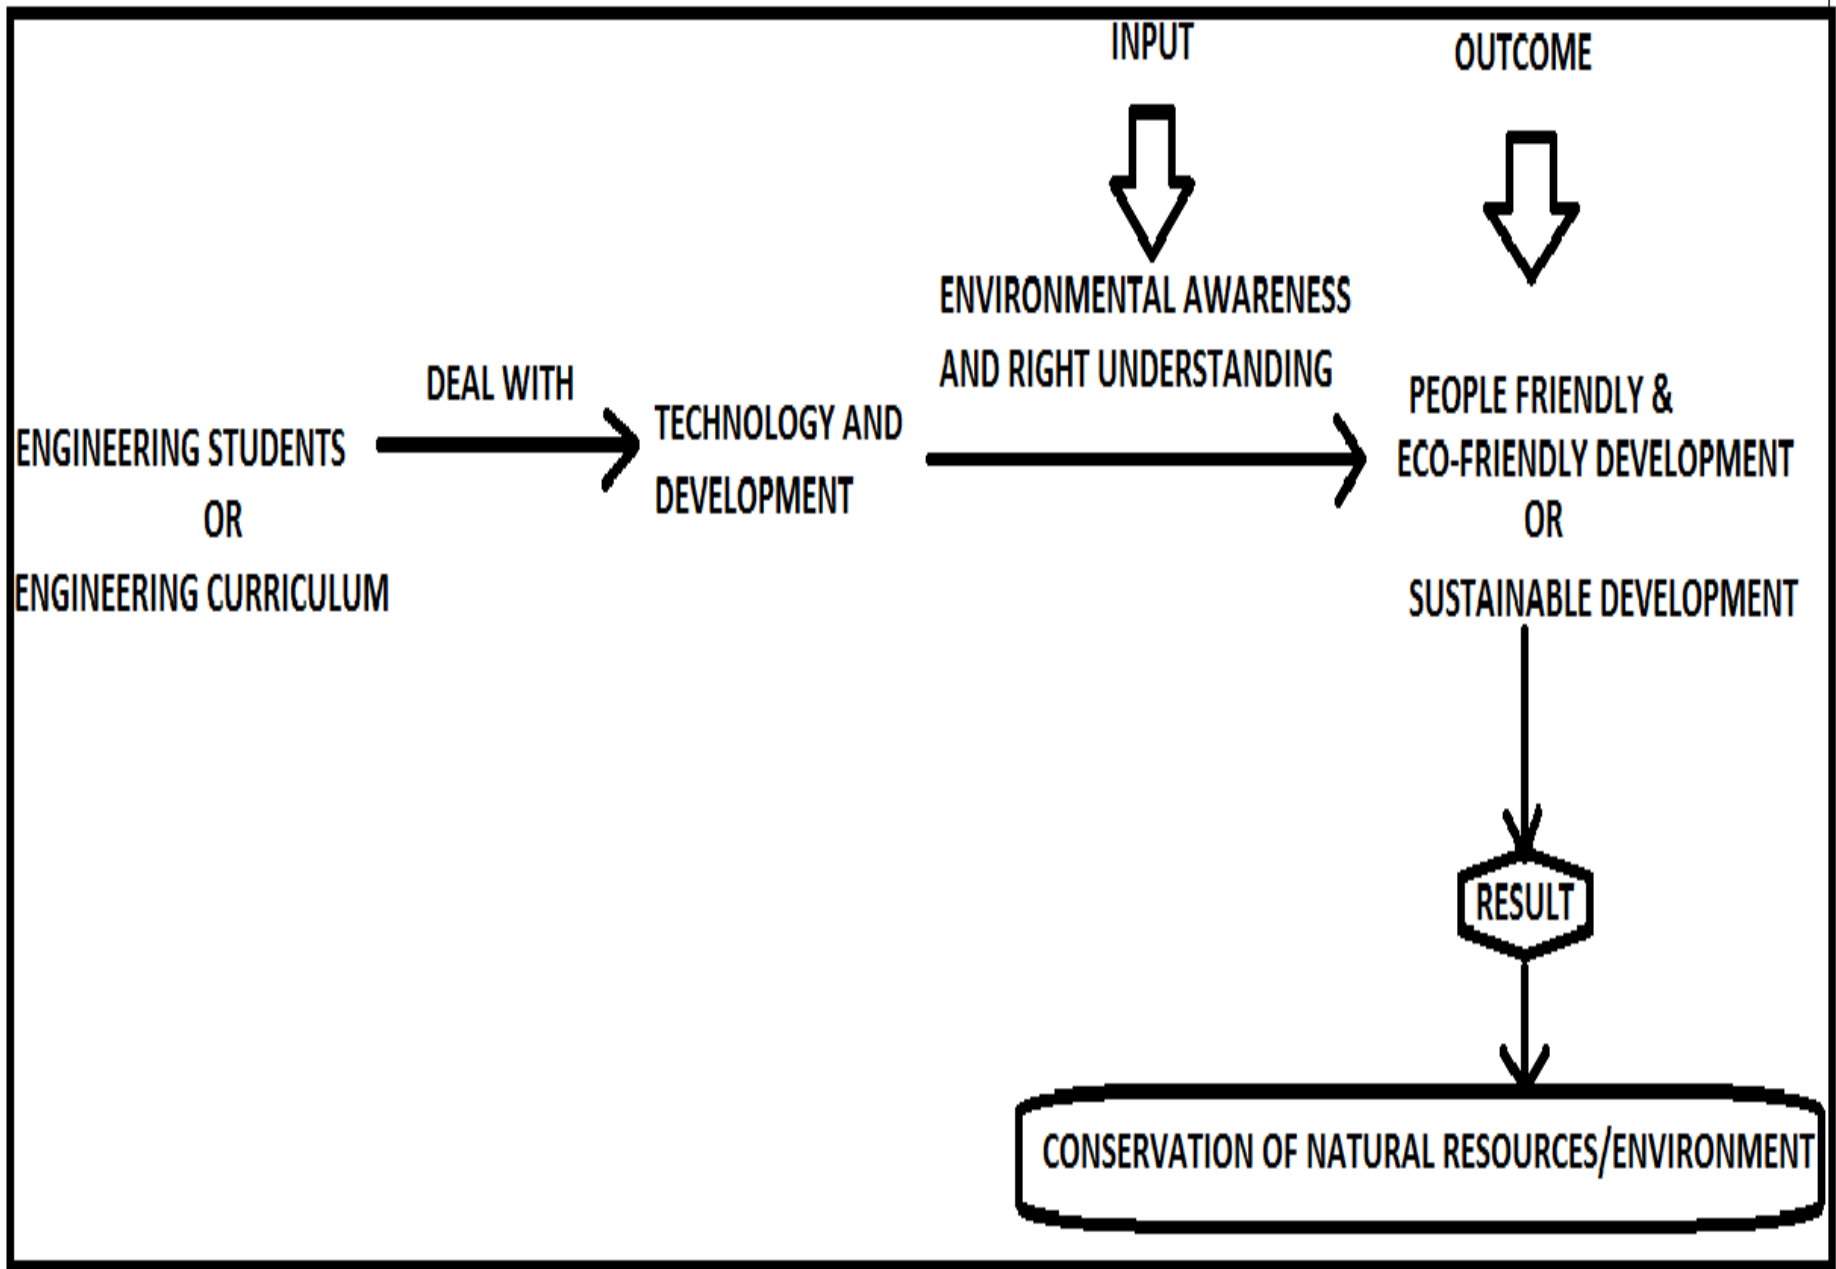 INPUT
OUTCOME
ENVIRONMENTAL AWARENESS
AND RIGHT UNDERSTANDING
DEAL WITH
ENGINEERING STUDENTS
OR
ENGINEERING CURRICULUM
TECHNOLOGY AND
DEVELOPMENT
PEOPLE FRIENDLY &
ECO-FRIENDLY DEVELOPMENT
OR
SUSTAINABLE DEVELOPMENT
RESULT
CONSERVATION OF NATURAL RESOURCES/ENVIRONMENT